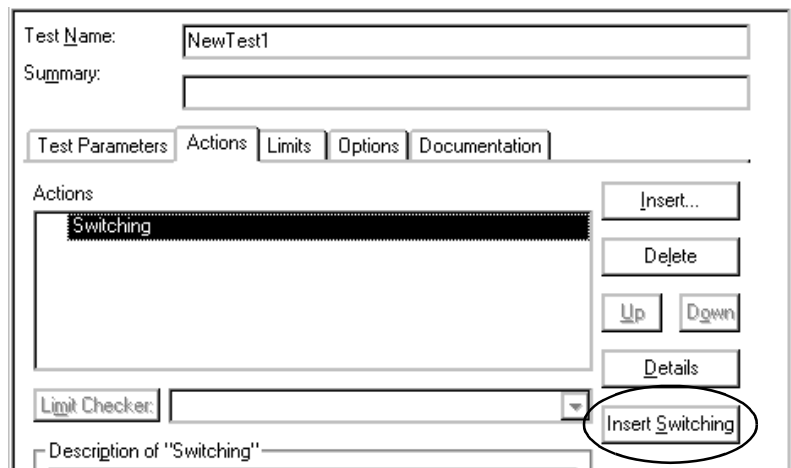 Test Name:
NewTest1
Summary:
Test Parameters Actions Limits Options Documentation
Actions
Switching
Insert...
Delete
Up Down
Details
Limit Checker:
Insert Switching
Description of "Switching"